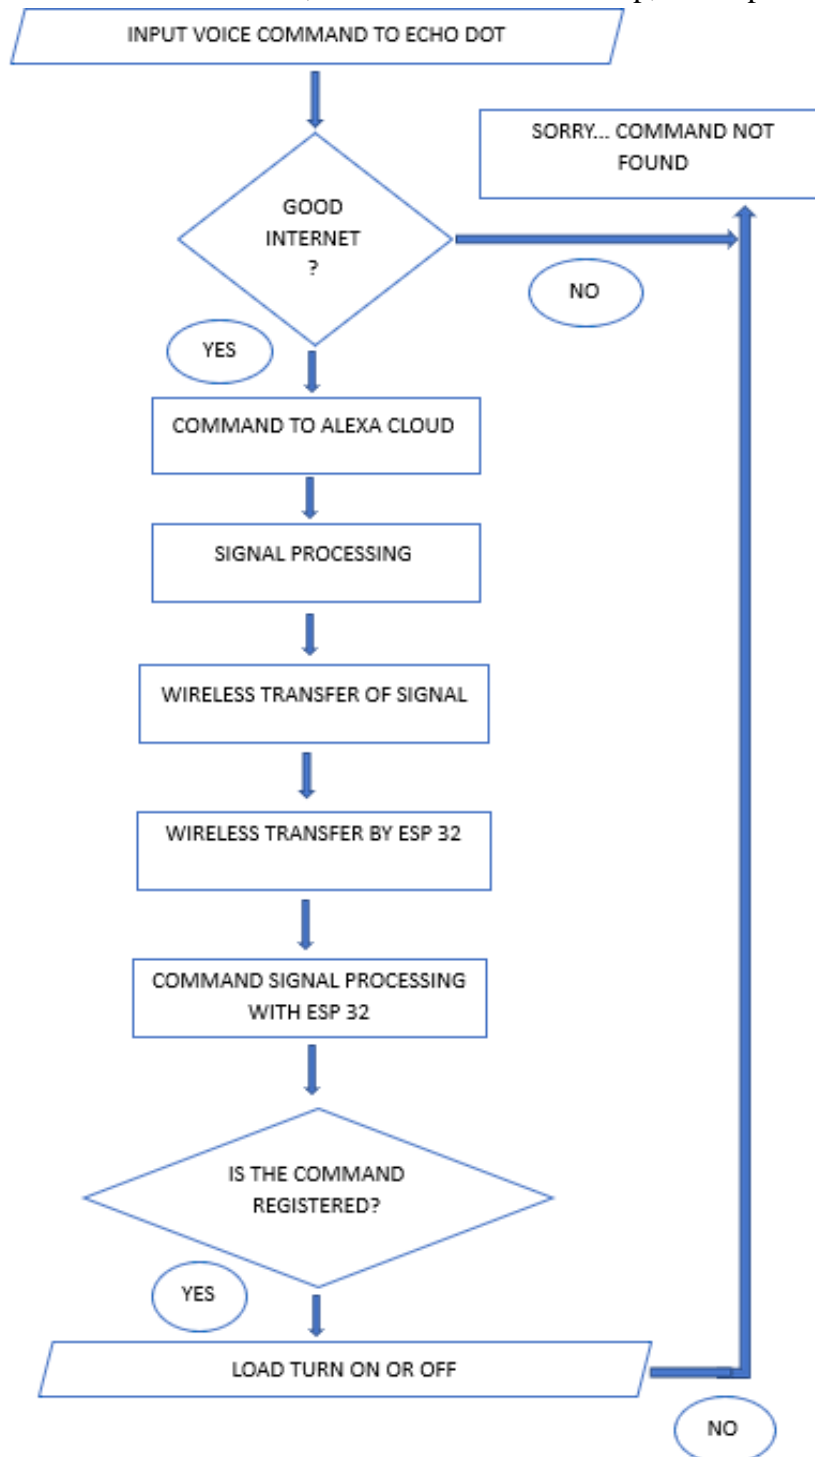 INPUT VOICE COMMAND TO ECHO DOT
SORRY... COMMAND NOT
FOUND
GOOD
INTERNET
?
NO
YES
COMMAND TO ALEXA CLOUD
SIGNAL PROCESSING
WIRELESS TRANSFER OF SIGNAL
WIRELESS TRANSFER BY ESP 32
COMMAND SIGNAL PROCESSING
WITH ESP 32
IS THE COMMAND
REGISTERED?
YES
LOAD TURN ON OR OFF
NO